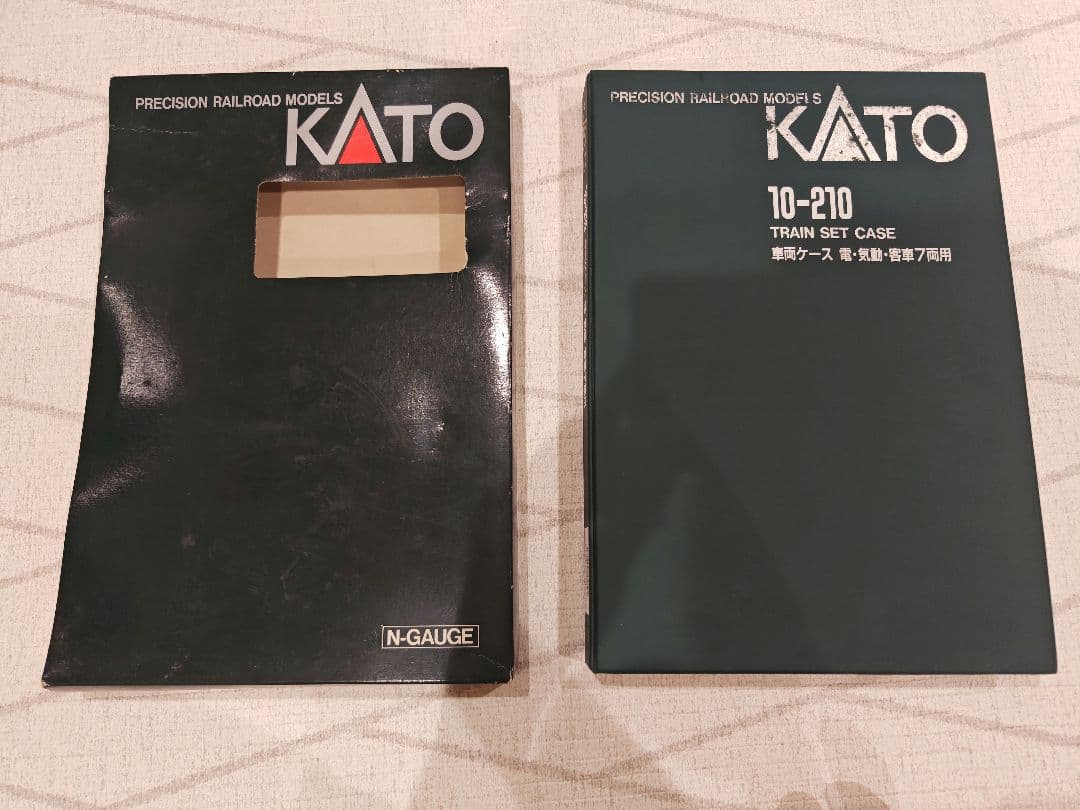 PRECISION RAILROAD MODELS
KATO
N-GAUGE
PRECISION RAILROAD MODELS
KATO
10-210
TRAIN SET CASE
車両ケース 電・気動・客車7両用